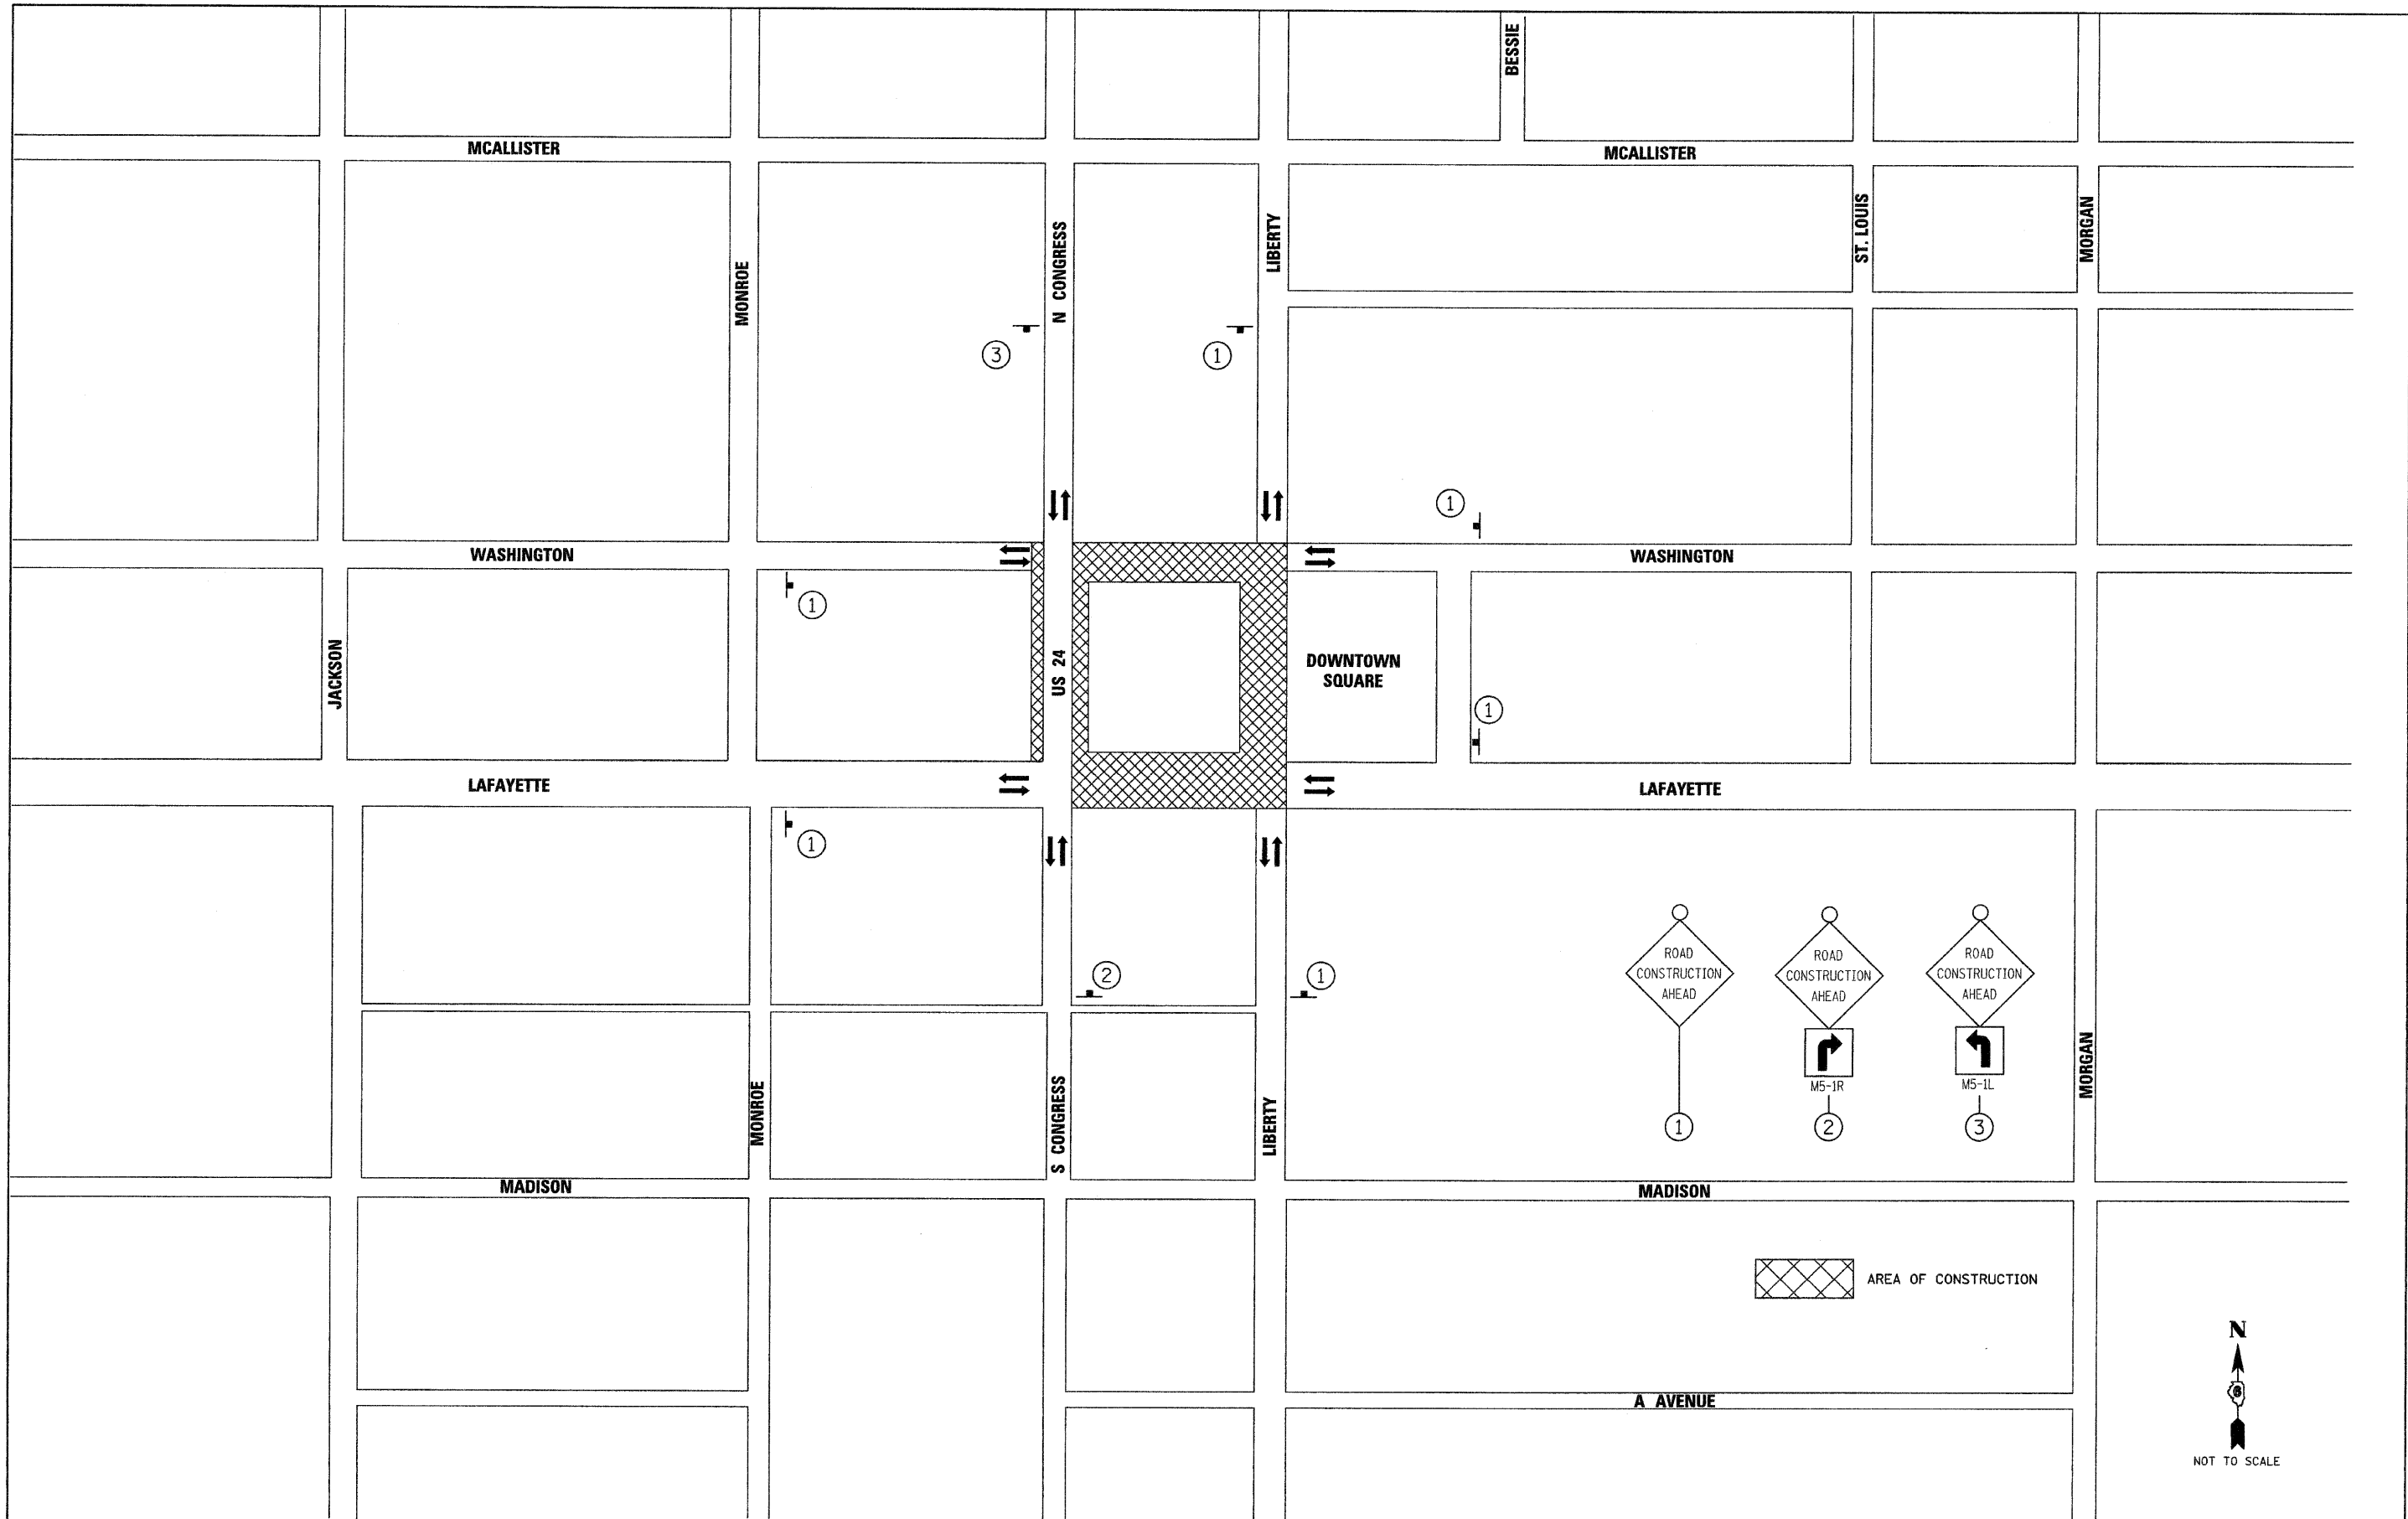 BESSIE
MCALLISTER
MCALLISTER
MONROE
N CONGRESS
LIBERTY
ST. LOUIS
MORGAN
3
1
1
WASHINGTON
WASHINGTON
1
JACKSON
US 24
DOWNTOWN
SQUARE
1
LAFAYETTE
LAFAYETTE
1
2
1
ROAD
CONSTRUCTION
AHEAD
ROAD
CONSTRUCTION
AHEAD
M5-1R
ROAD
CONSTRUCTION
AHEAD
M5-1L
1
2
3
MONROE
S CONGRESS
LIBERTY
MORGAN
MADISON
MADISON
AREA OF CONSTRUCTION
A AVENUE
N
6
NOT TO SCALE